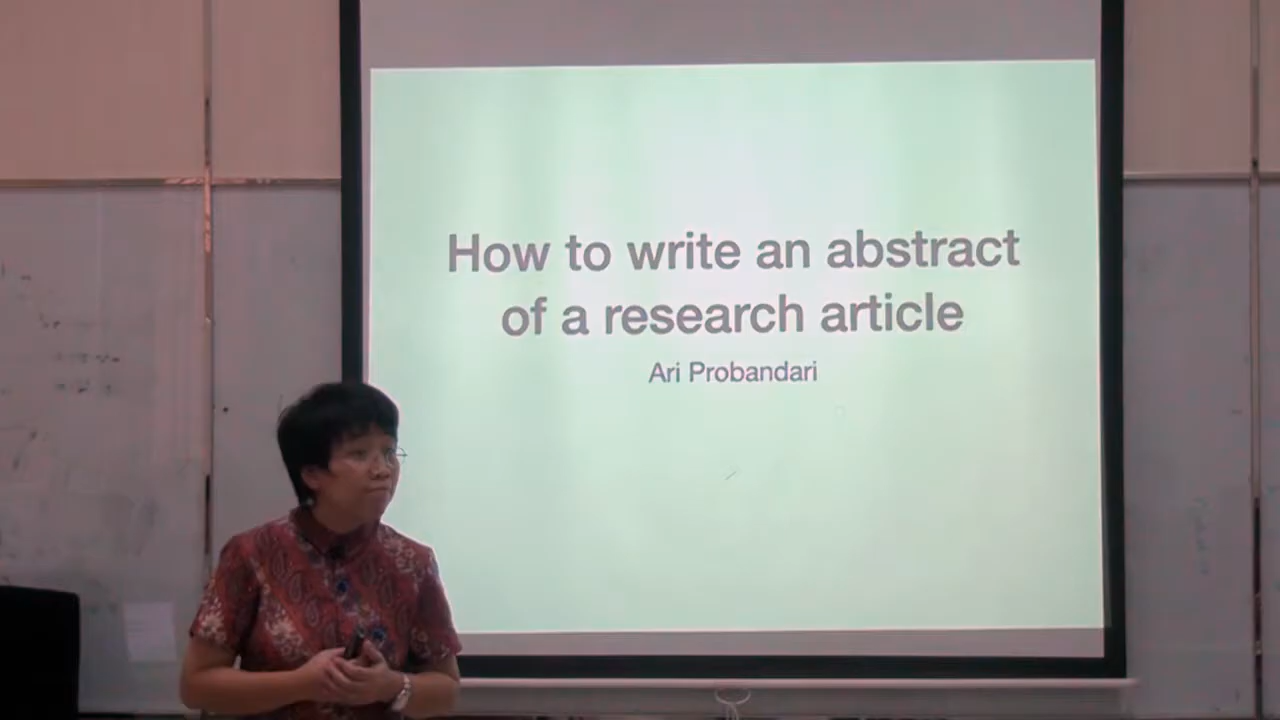 How to write an abstract
of a research article
Ari Probandari